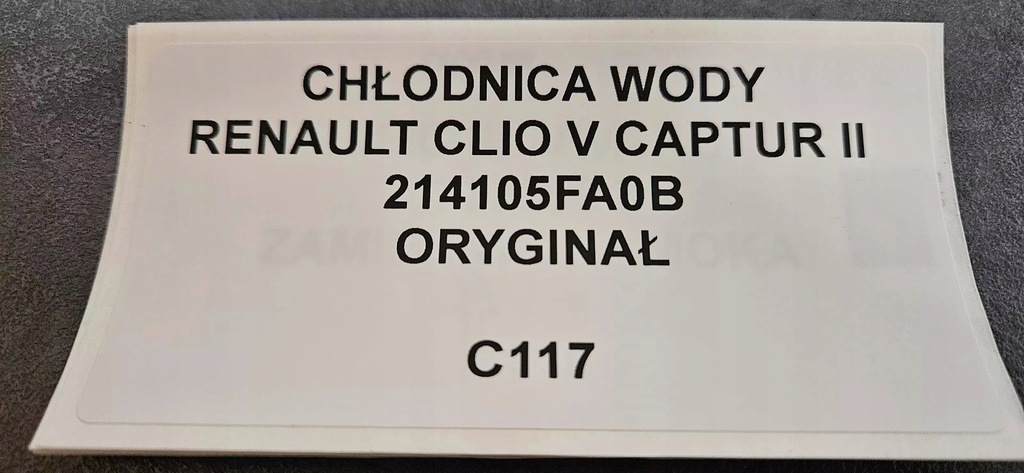 CHŁODNICA WODY
RENAULT CLIO V CAPTUR II
214105FA0B
ORYGINAŁ
C117